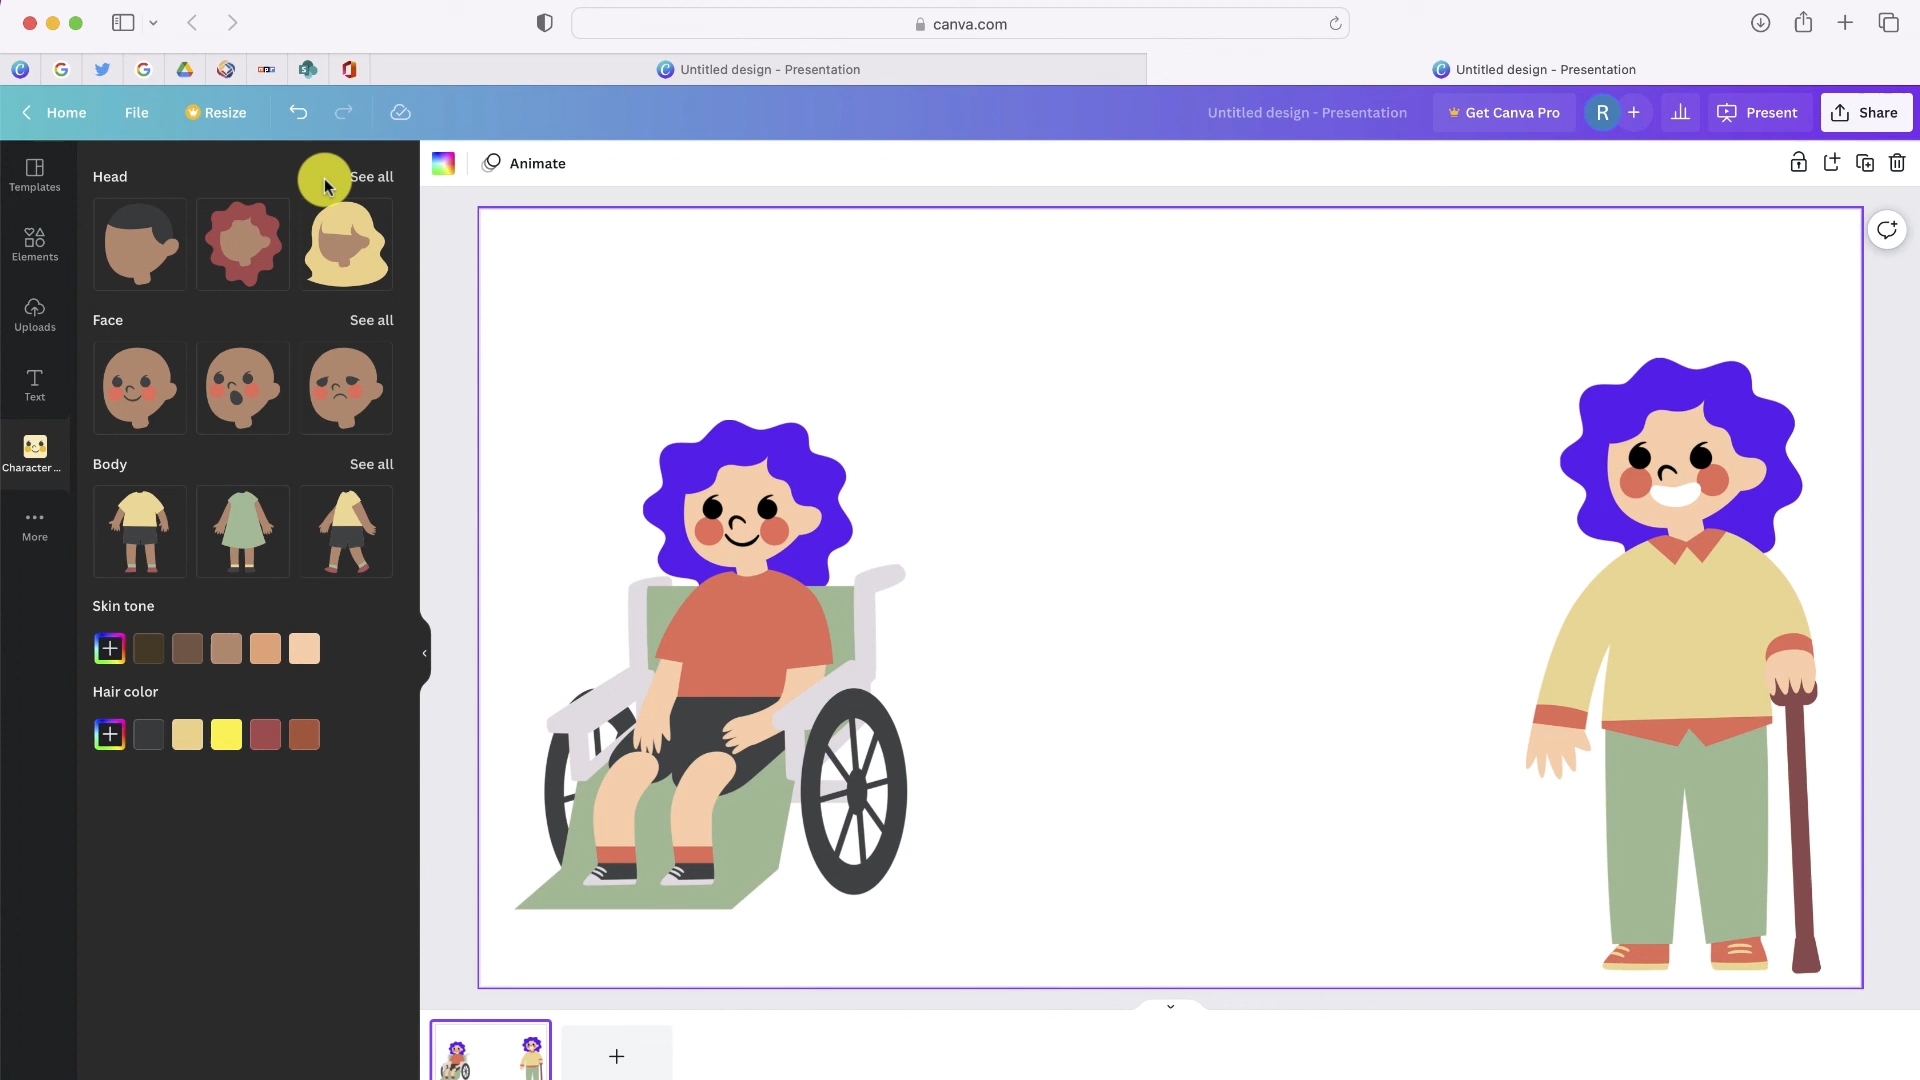 canva.com
npr
Untitled design - Presentation
Untitled design - Presentation
Home
File
Resize
Untitled design - Presentation
Get Canva Pro
R
Present
Share
Templates
Elements
Uploads
Text
Character ...
More
Head
See all
Face
See all
Body
See all
Skin tone
Hair color
Animate